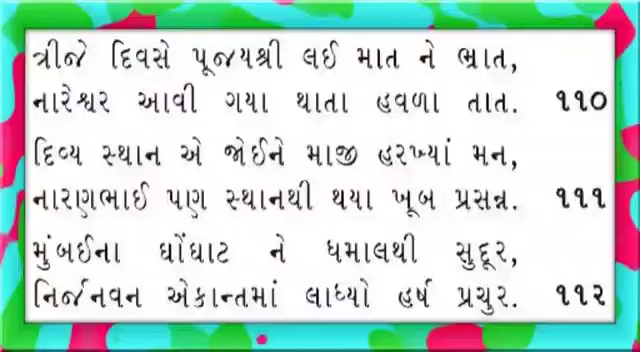 ત્રીજે દિવસે પૂજયશ્રી લઈ માત ને ભ્રાત,
નારેશ્વર આવી ગયા થાતા હવળા તાત. ૧૧૦
દિવ્ય સ્થાન એ જોઈને માજી હરખ્યાં મન,
નારણભાઈ પણ સ્થાનથી થયા ખૂબ પ્રસન્ન. ૧૧૧
મુંબઈના ઘોંઘાટ ને ધમાલથી સુદૂર,
નિર્જનવન એકાન્તમાં લાધ્યો હર્ષ પ્રચુર. ૧૧૨